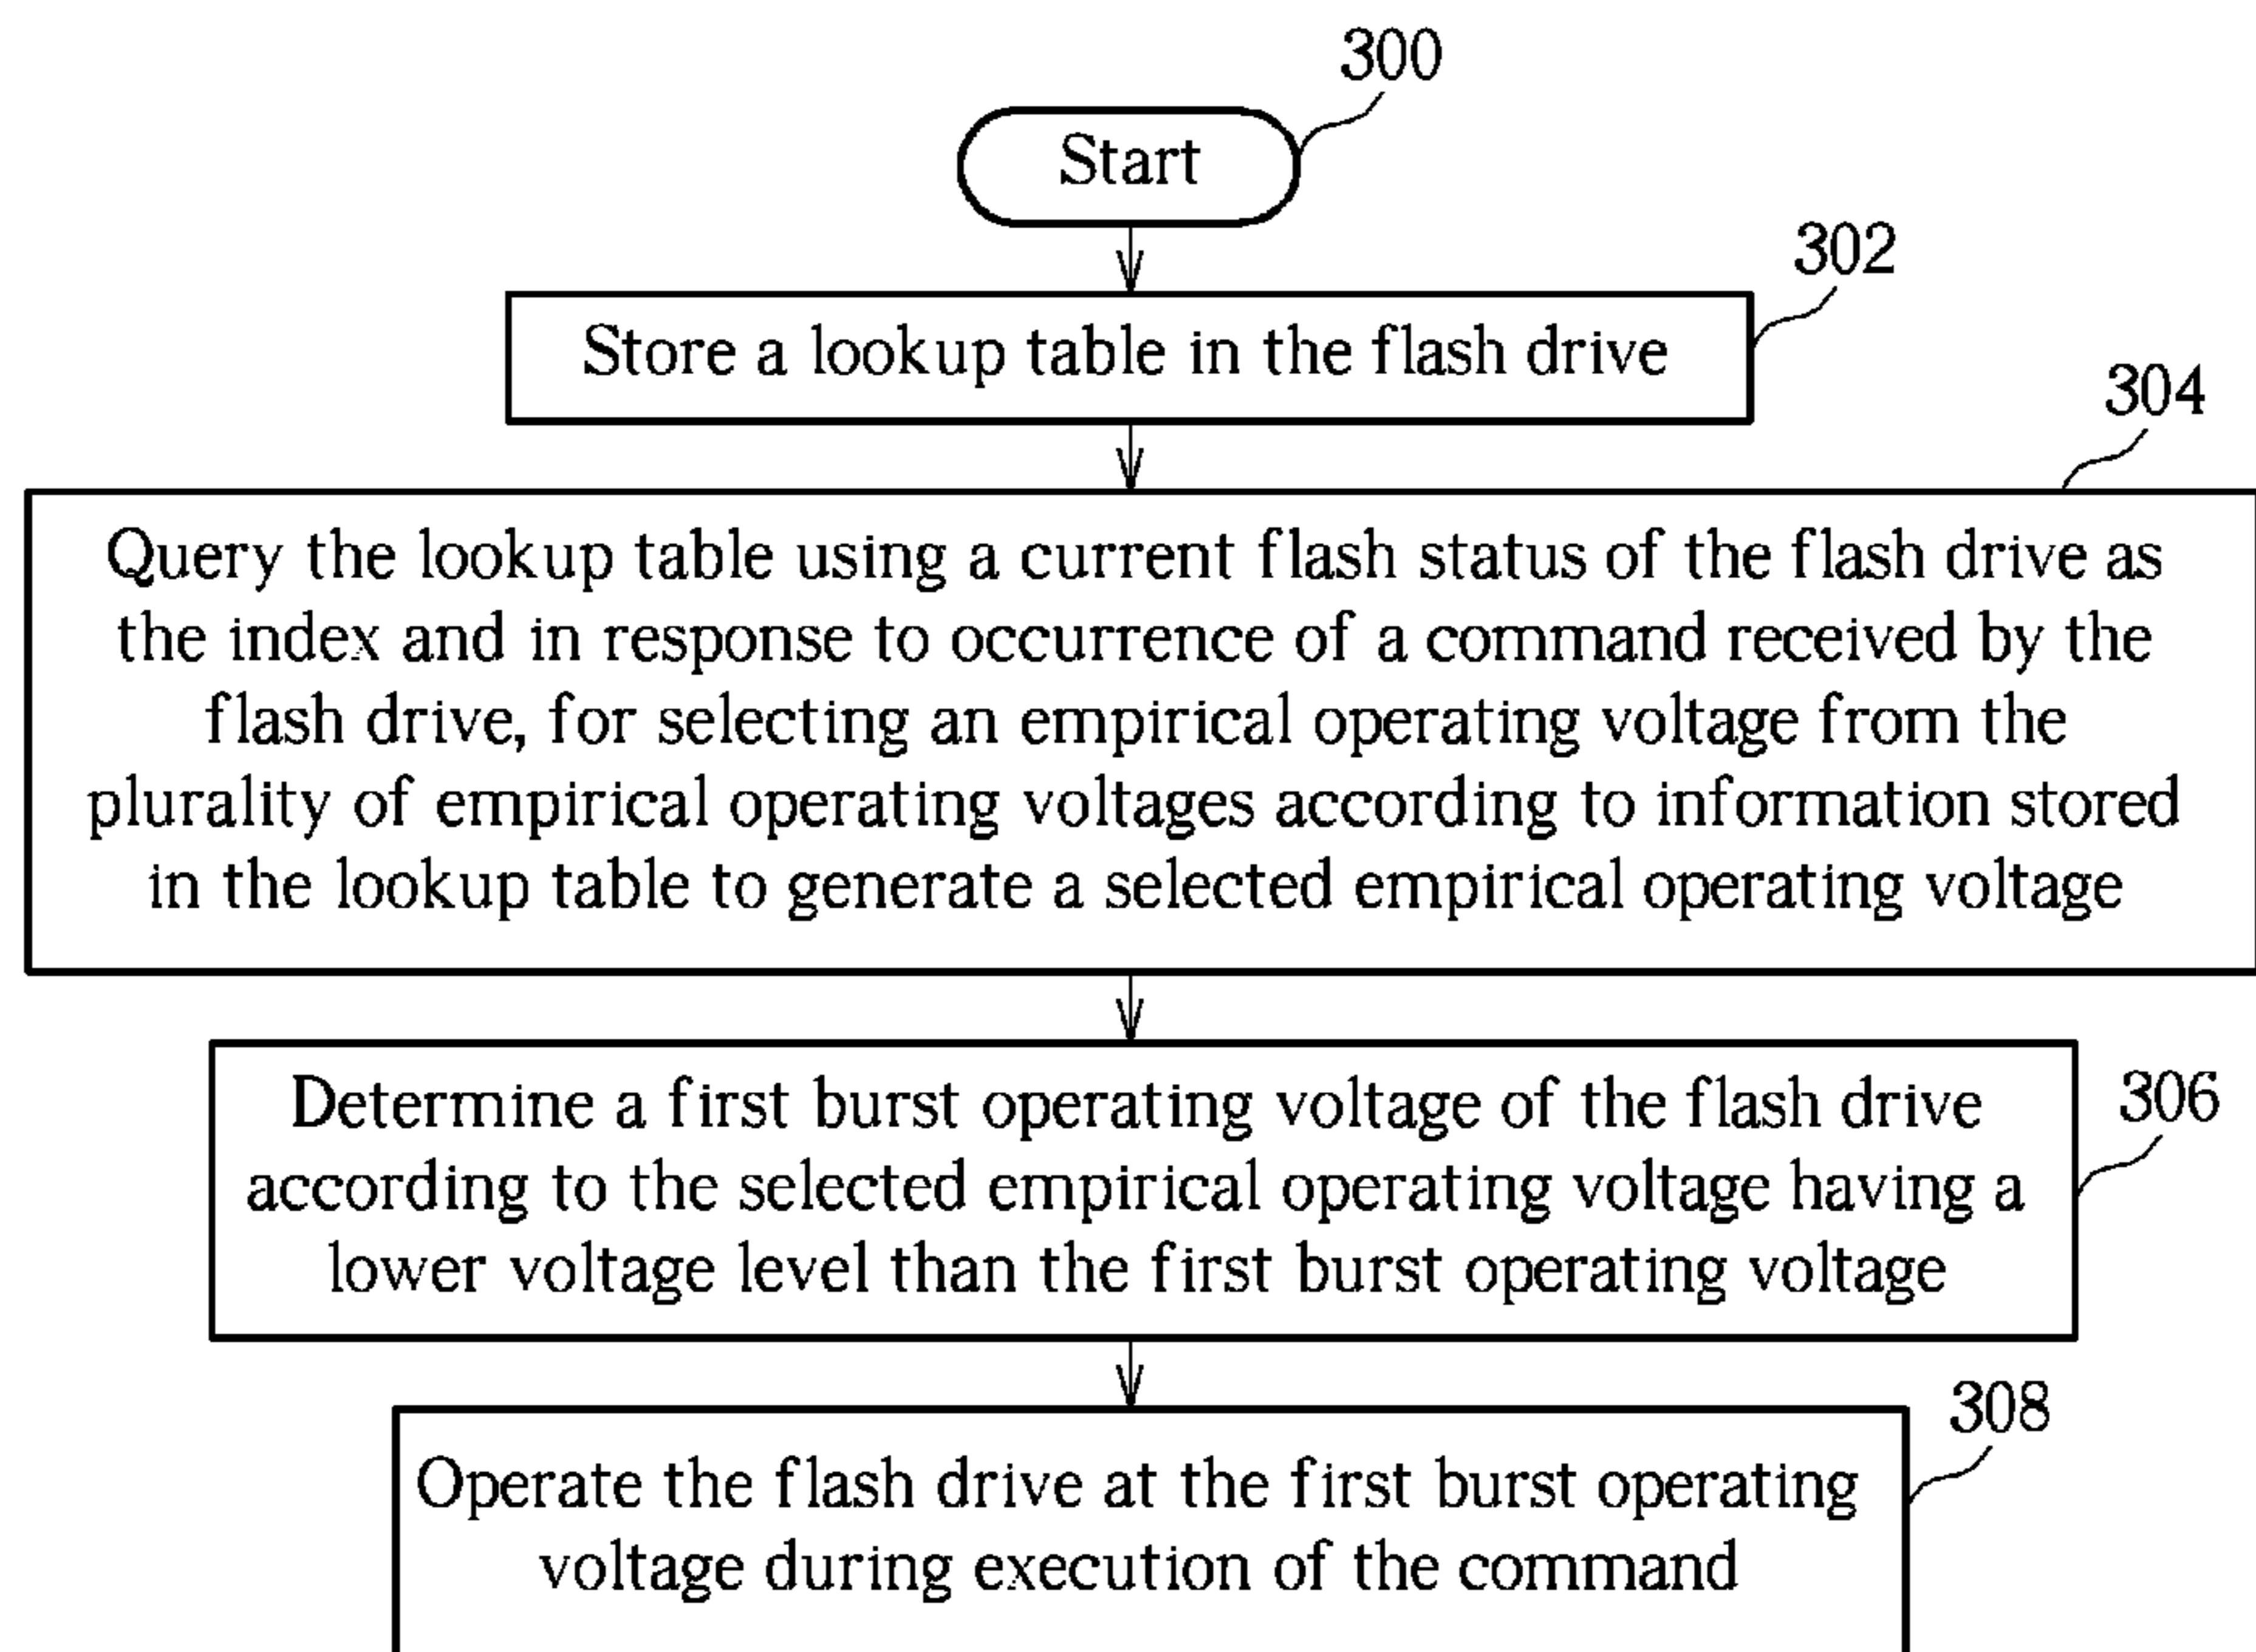 300
Start
302
Store a lookup table in the flash drive
304
Query the lookup table using a current flash status of the flash drive as
the index and in response to occurrence of a command received by the
flash drive, for selecting an empirical operating voltage from the
plurality of empirical operating voltages according to information stored
in the lookup table to generate a selected empirical operating voltage
306
Determine a first burst operating voltage of the flash drive
according to the selected empirical operating voltage having a
lower voltage level than the first burst operating voltage
308
Operate the flash drive at the first burst operating
voltage during execution of the command